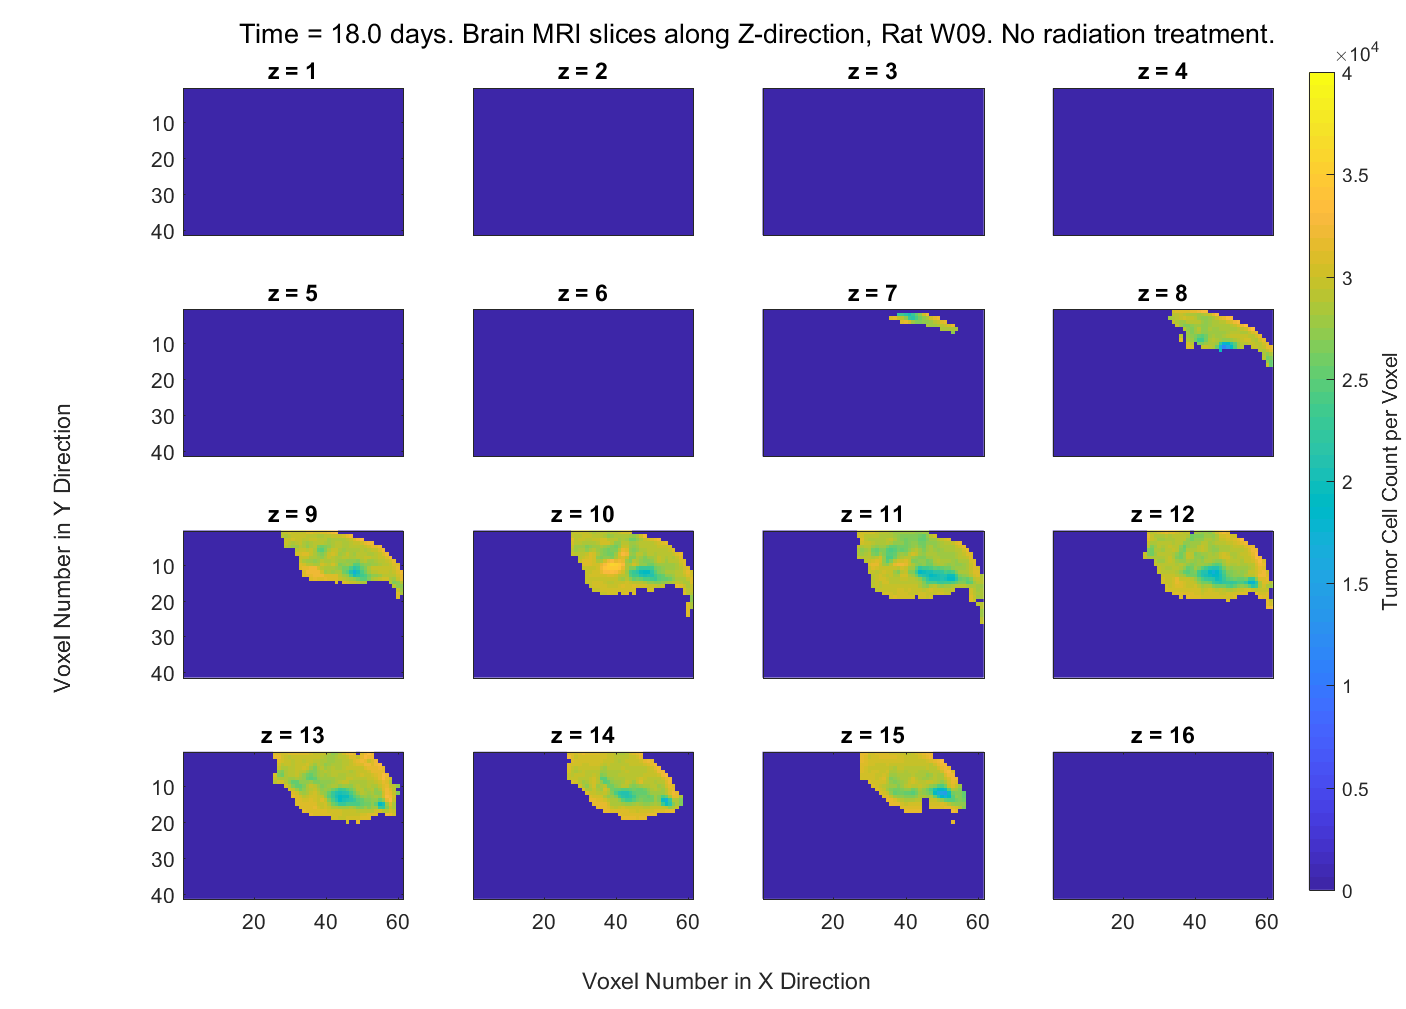 Time = 18.0 days. Brain MRI slices along Z-direction, Rat W09. No radiation treatment.
×10⁴
z = 1
z = 2
z = 3
z = 4
10
20
30
40
z = 5
z = 6
z = 7
z = 8
10
20
30
40
z = 9
z = 10
z = 11
z = 12
10
20
30
40
z = 13
z = 14
z = 15
z = 16
10
20
30
40
20 40 60
20 40 60
20 40 60
20 40 60
Voxel Number in X Direction
Voxel Number in Y Direction
4
3.5
3
2.5
2
1.5
1
0.5
0
Tumor Cell Count per Voxel